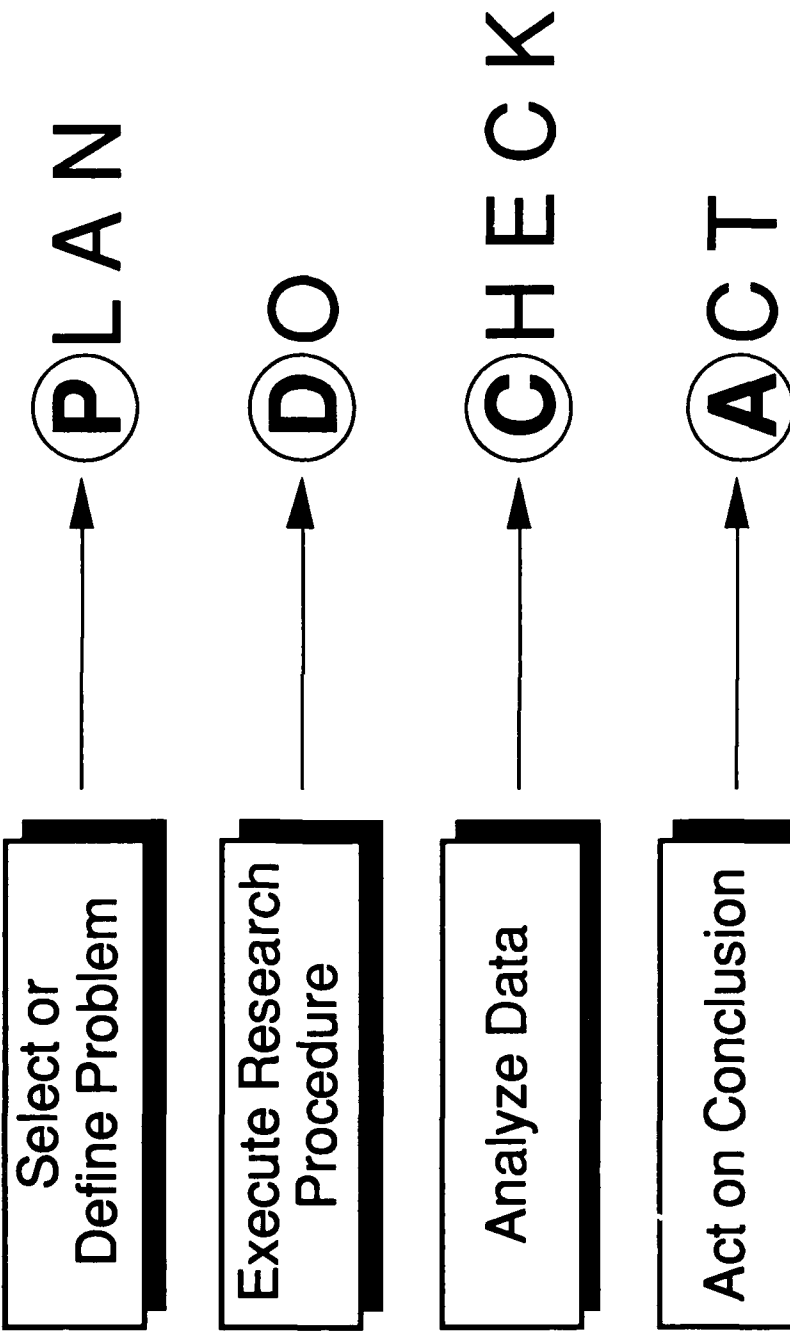 Select or
Define Problem
PLAN
Execute Research
Procedure
DO
Analyze Data
CHECK
Act on Conclusion
ACT